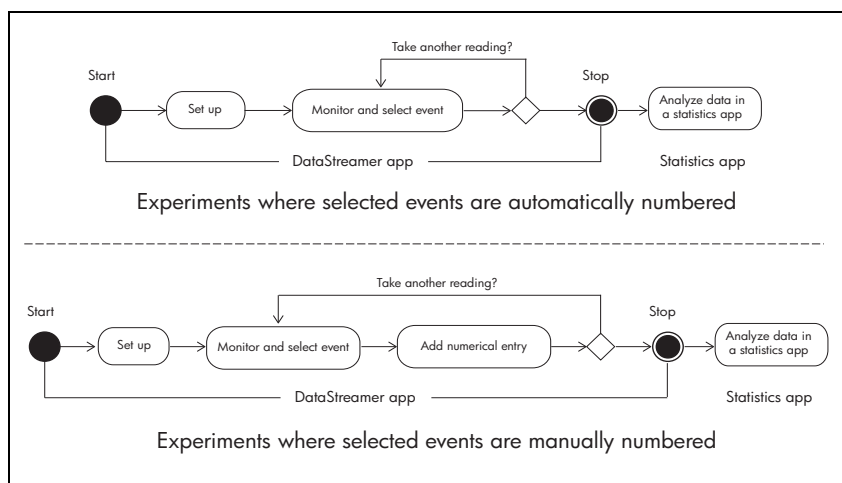 Take another reading?
Start
Stop
Set up
Monitor and select event
Analyze data in
a statistics app
DataStreamer app
Statistics app
Experiments where selected events are automatically numbered
Take another reading?
Start
Stop
Set up
Monitor and select event
Add numerical entry
Analyze data in
a statistics app
DataStreamer app
Statistics app
Experiments where selected events are manually numbered